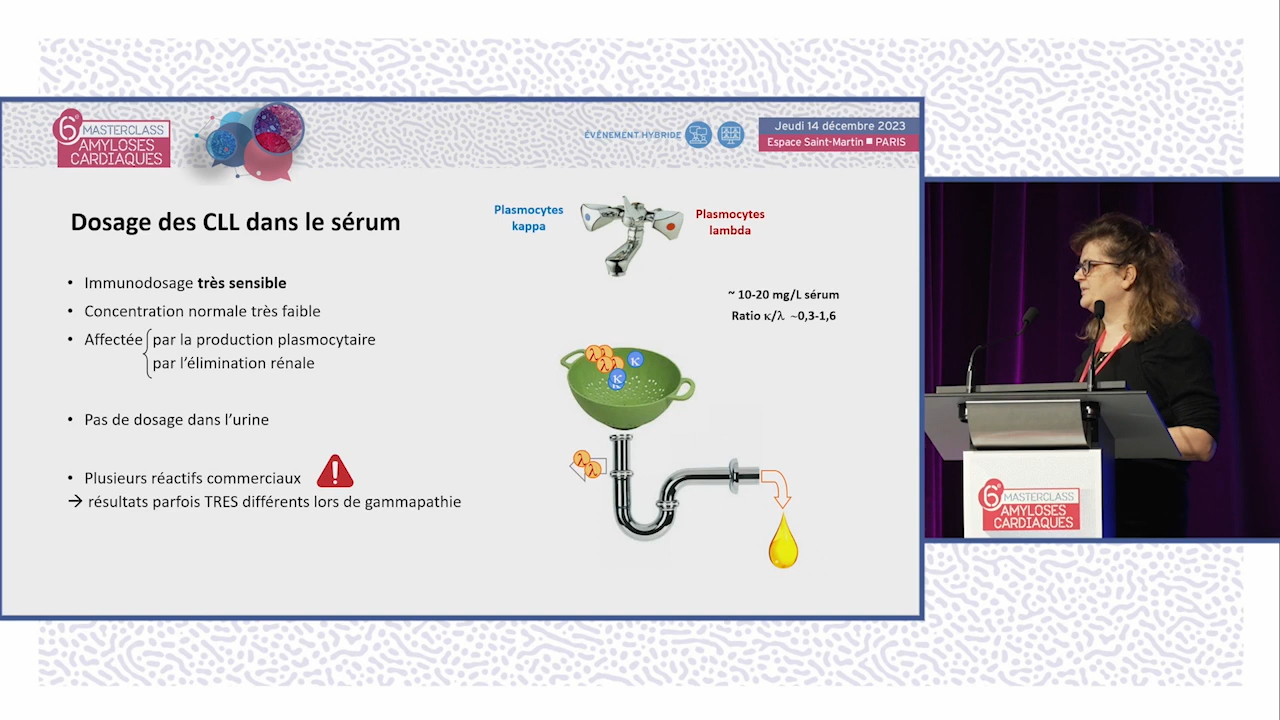 6e
MASTERCLASS
AMYLOSES
CARDIAQUES
ÉVÉNEMENT HYBRIDE
Jeudi 14 décembre 2023
Espace Saint-Martin ■ PARIS
Dosage des CLL dans le sérum
• Immunodosage très sensible
• Concentration normale très faible
• Affectée par la production plasmocytaire
par l’élimination rénale
• Pas de dosage dans l’urine
• Plusieurs réactifs commerciaux !
→ résultats parfois TRES différents lors de gammapathie
Plasmocytes
kappa
Plasmocytes
lambda
~ 10-20 mg/L sérum
Ratio κ/λ ~0,3-1,6
λ λ
λ λ
κ
κ
κ
λ
λ
6e
MASTERCLASS
AMYLOSES
CARDIAQUES